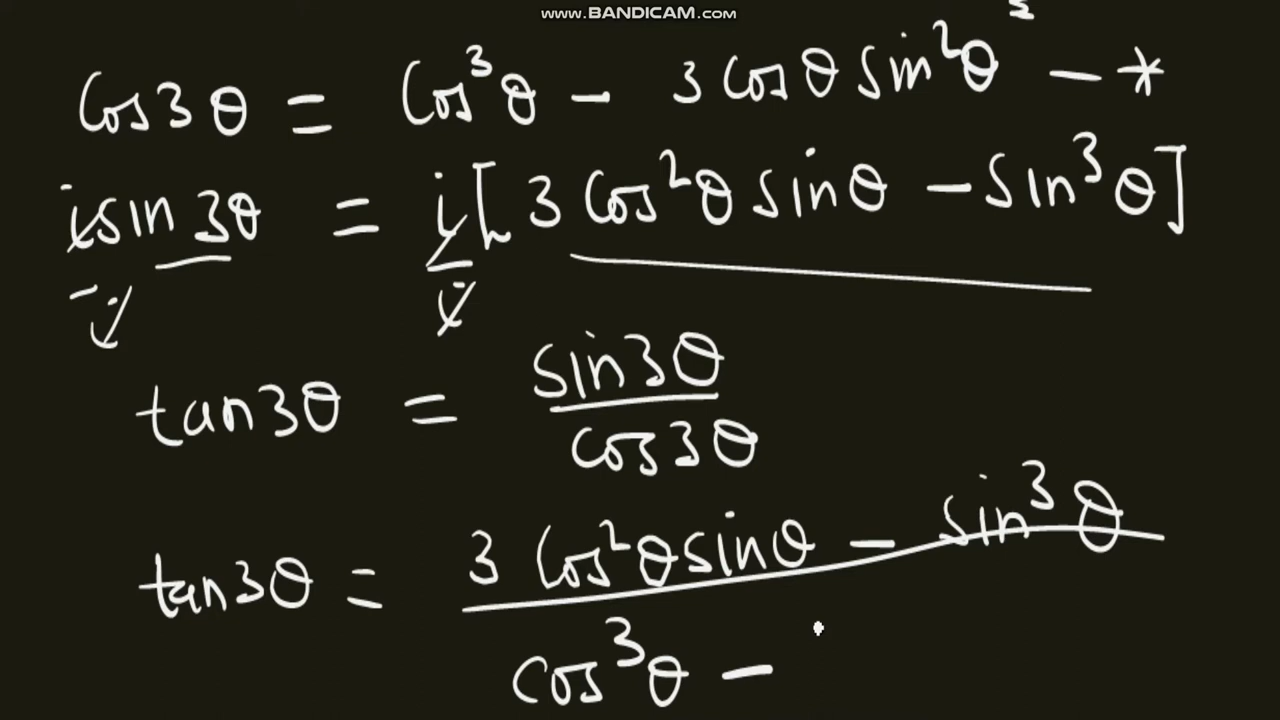 www.BANDICAM.com
cos3θ = cos³θ - 3cosθsin²θ - *
isin3θ = i[3cos²θsinθ - sin³θ]
tan3θ = sin3θ / cos3θ
tan3θ = 3cos²θsinθ - sin³θ / cos³θ -